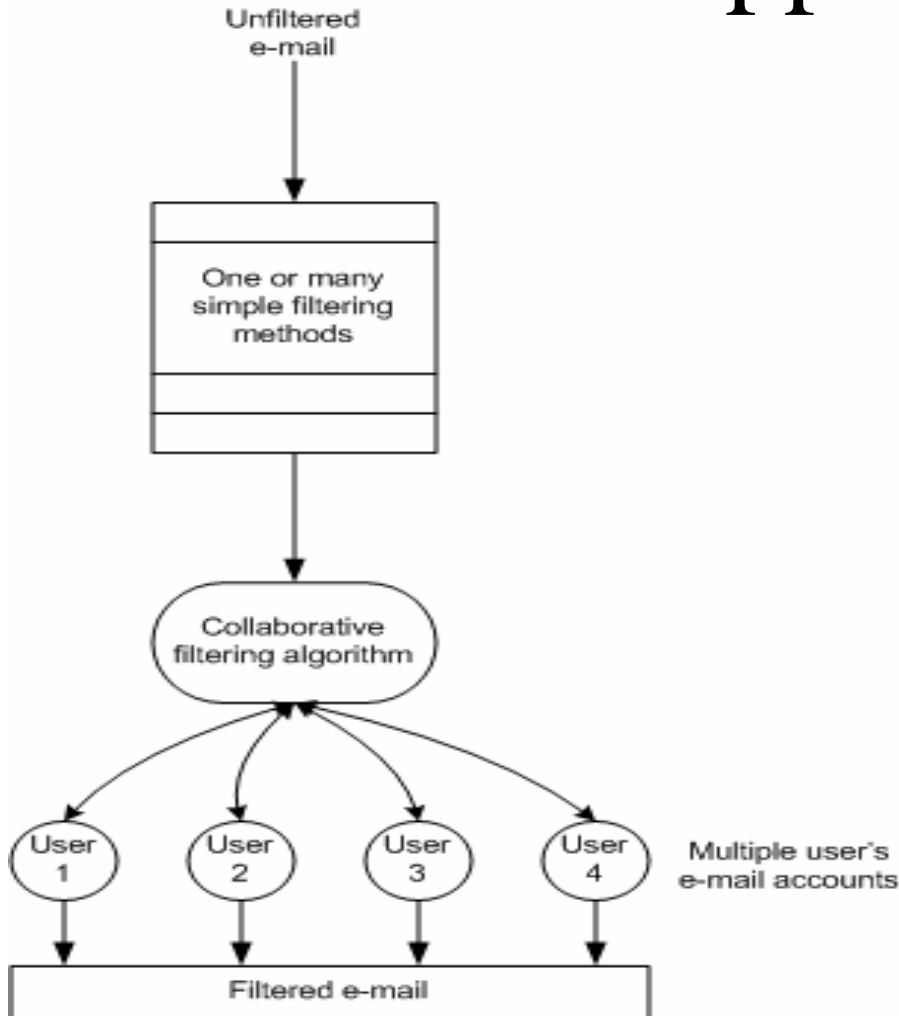 Unfiltered
e-mail
One or many
simple filtering
methods
Collaborative
filtering algorithm
User
1
User
2
User
3
User
4
Multiple user's
e-mail accounts
Filtered e-mail